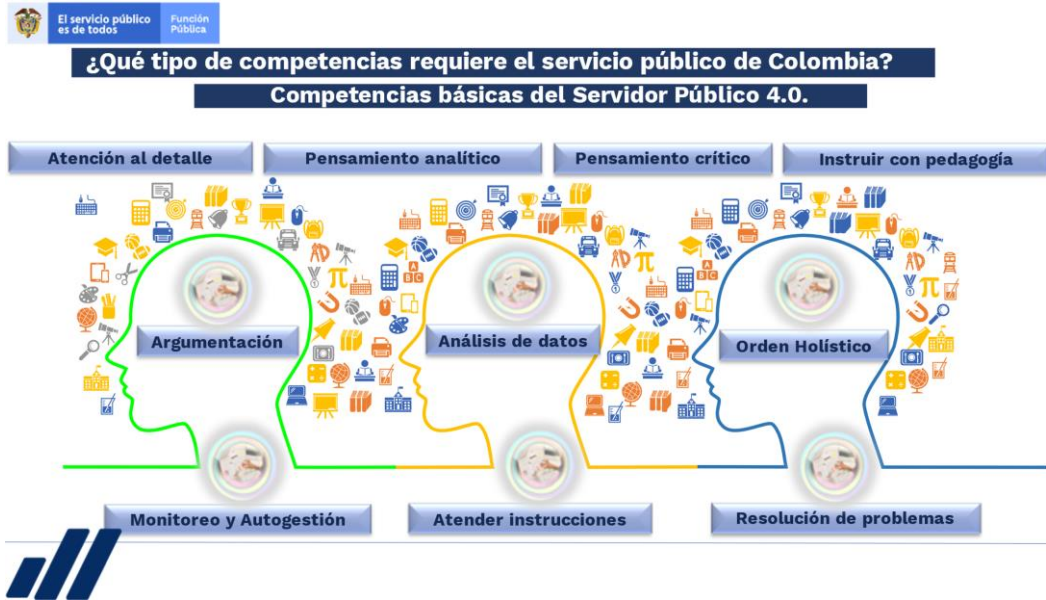 El servicio público
es de todos
Función
Pública
¿Qué tipo de competencias requiere el servicio público de Colombia?
Competencias básicas del Servidor Público 4.0.
Atención al detalle
Pensamiento analítico
Pensamiento crítico
Instruir con pedagogía
Argumentación
Análisis de datos
Orden Holístico
Monitoreo y Autogestión
Atender instrucciones
Resolución de problemas